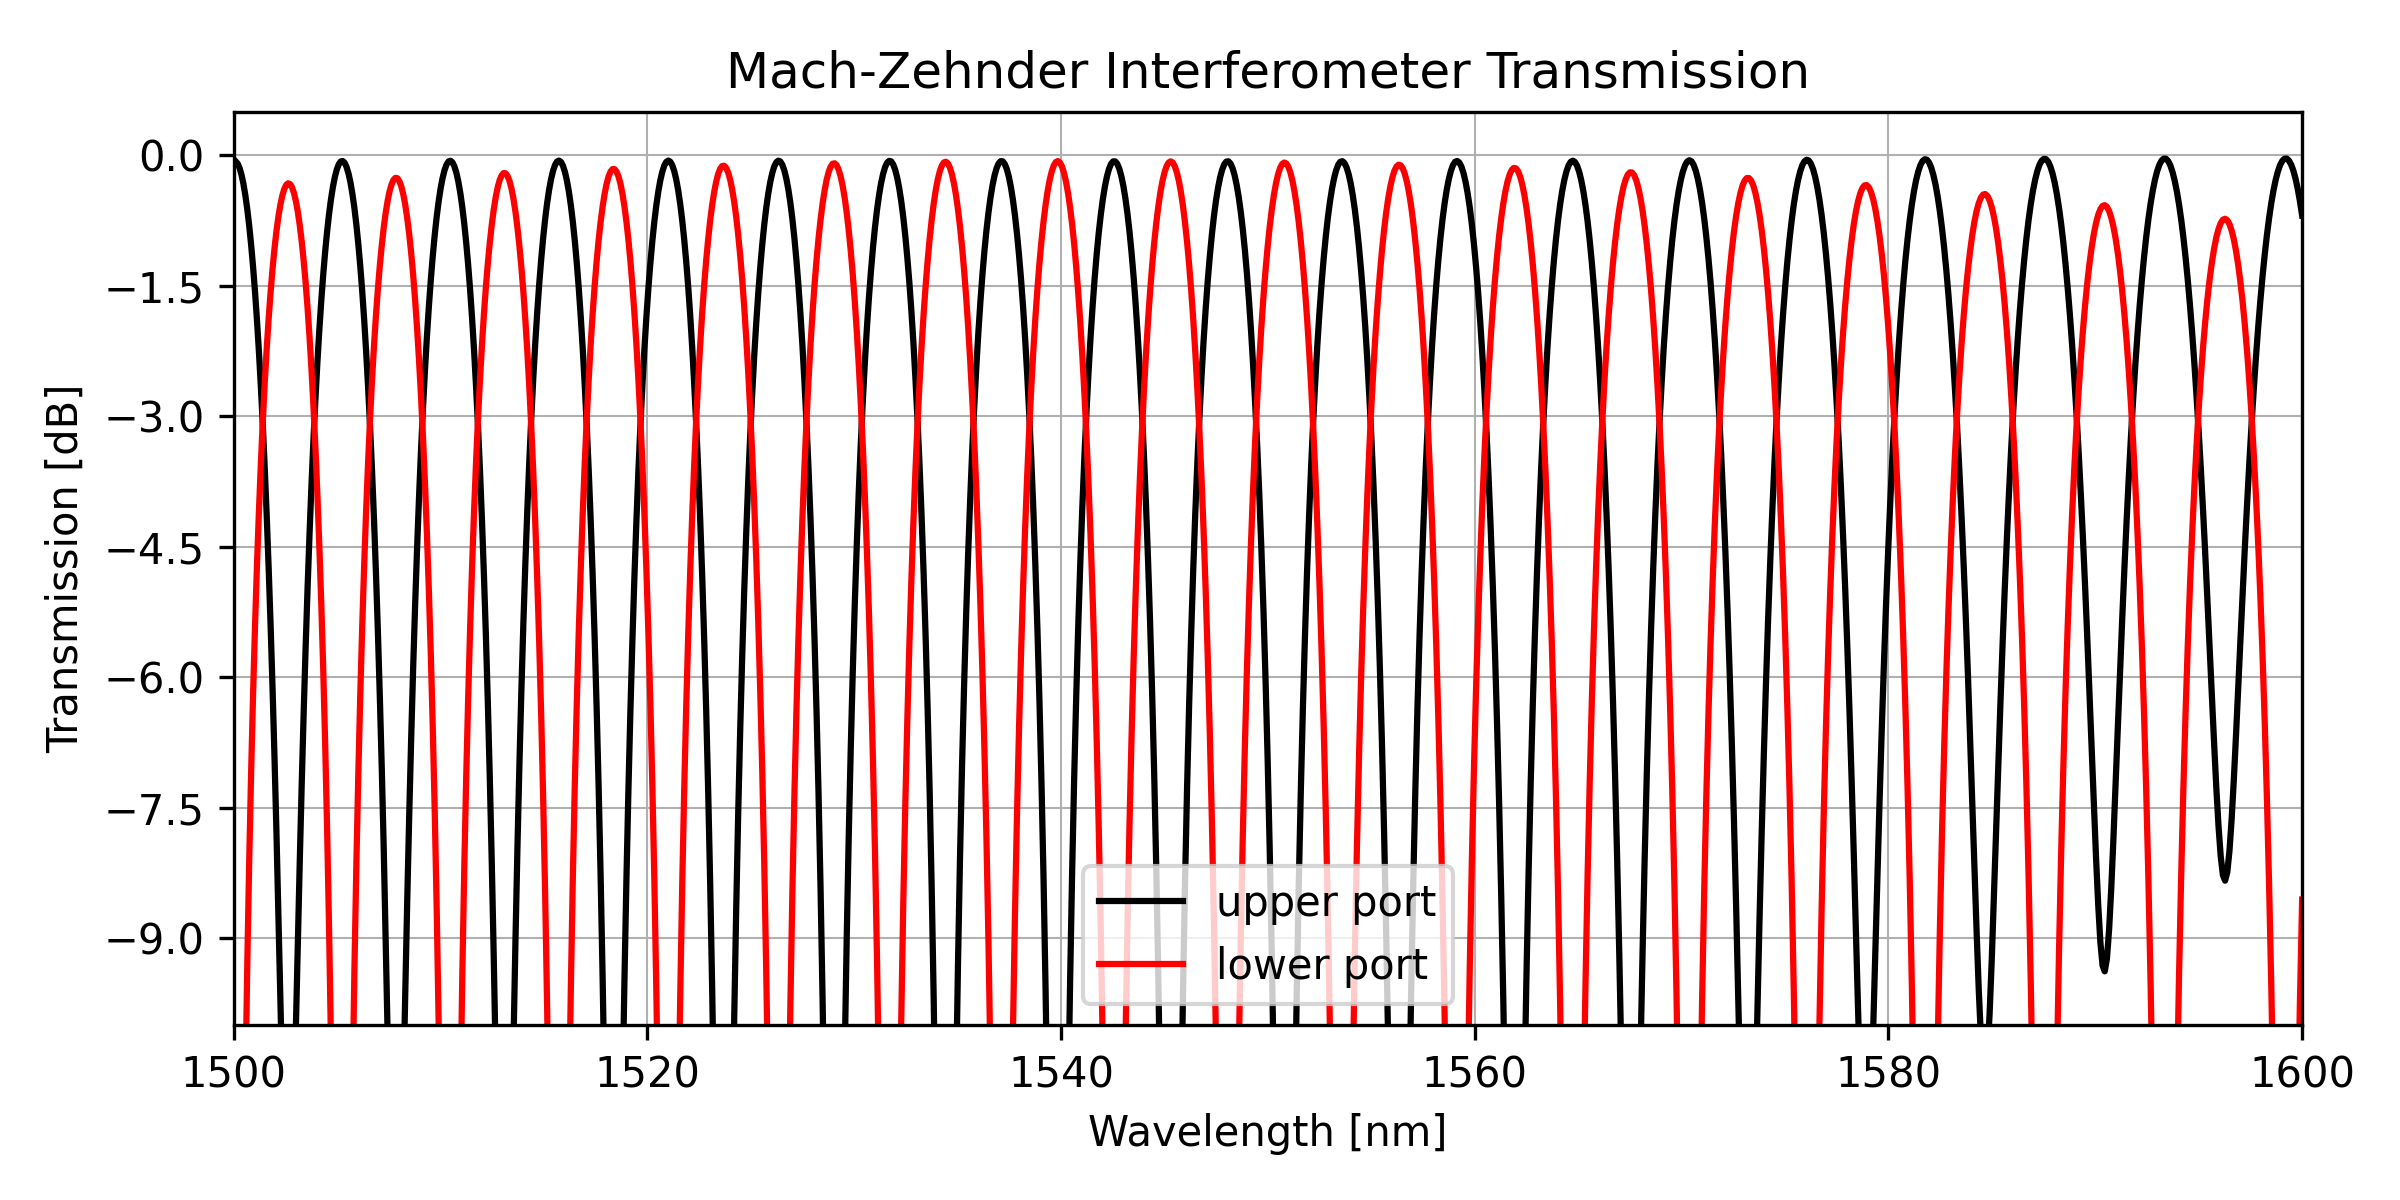 Mach-Zehnder Interferometer Transmission
Transmission [dB]
0.0
−1.5
−3.0
−4.5
−6.0
−7.5
−9.0
upper port
lower port
1500 1520 1540 1560 1580 1600
Wavelength [nm]